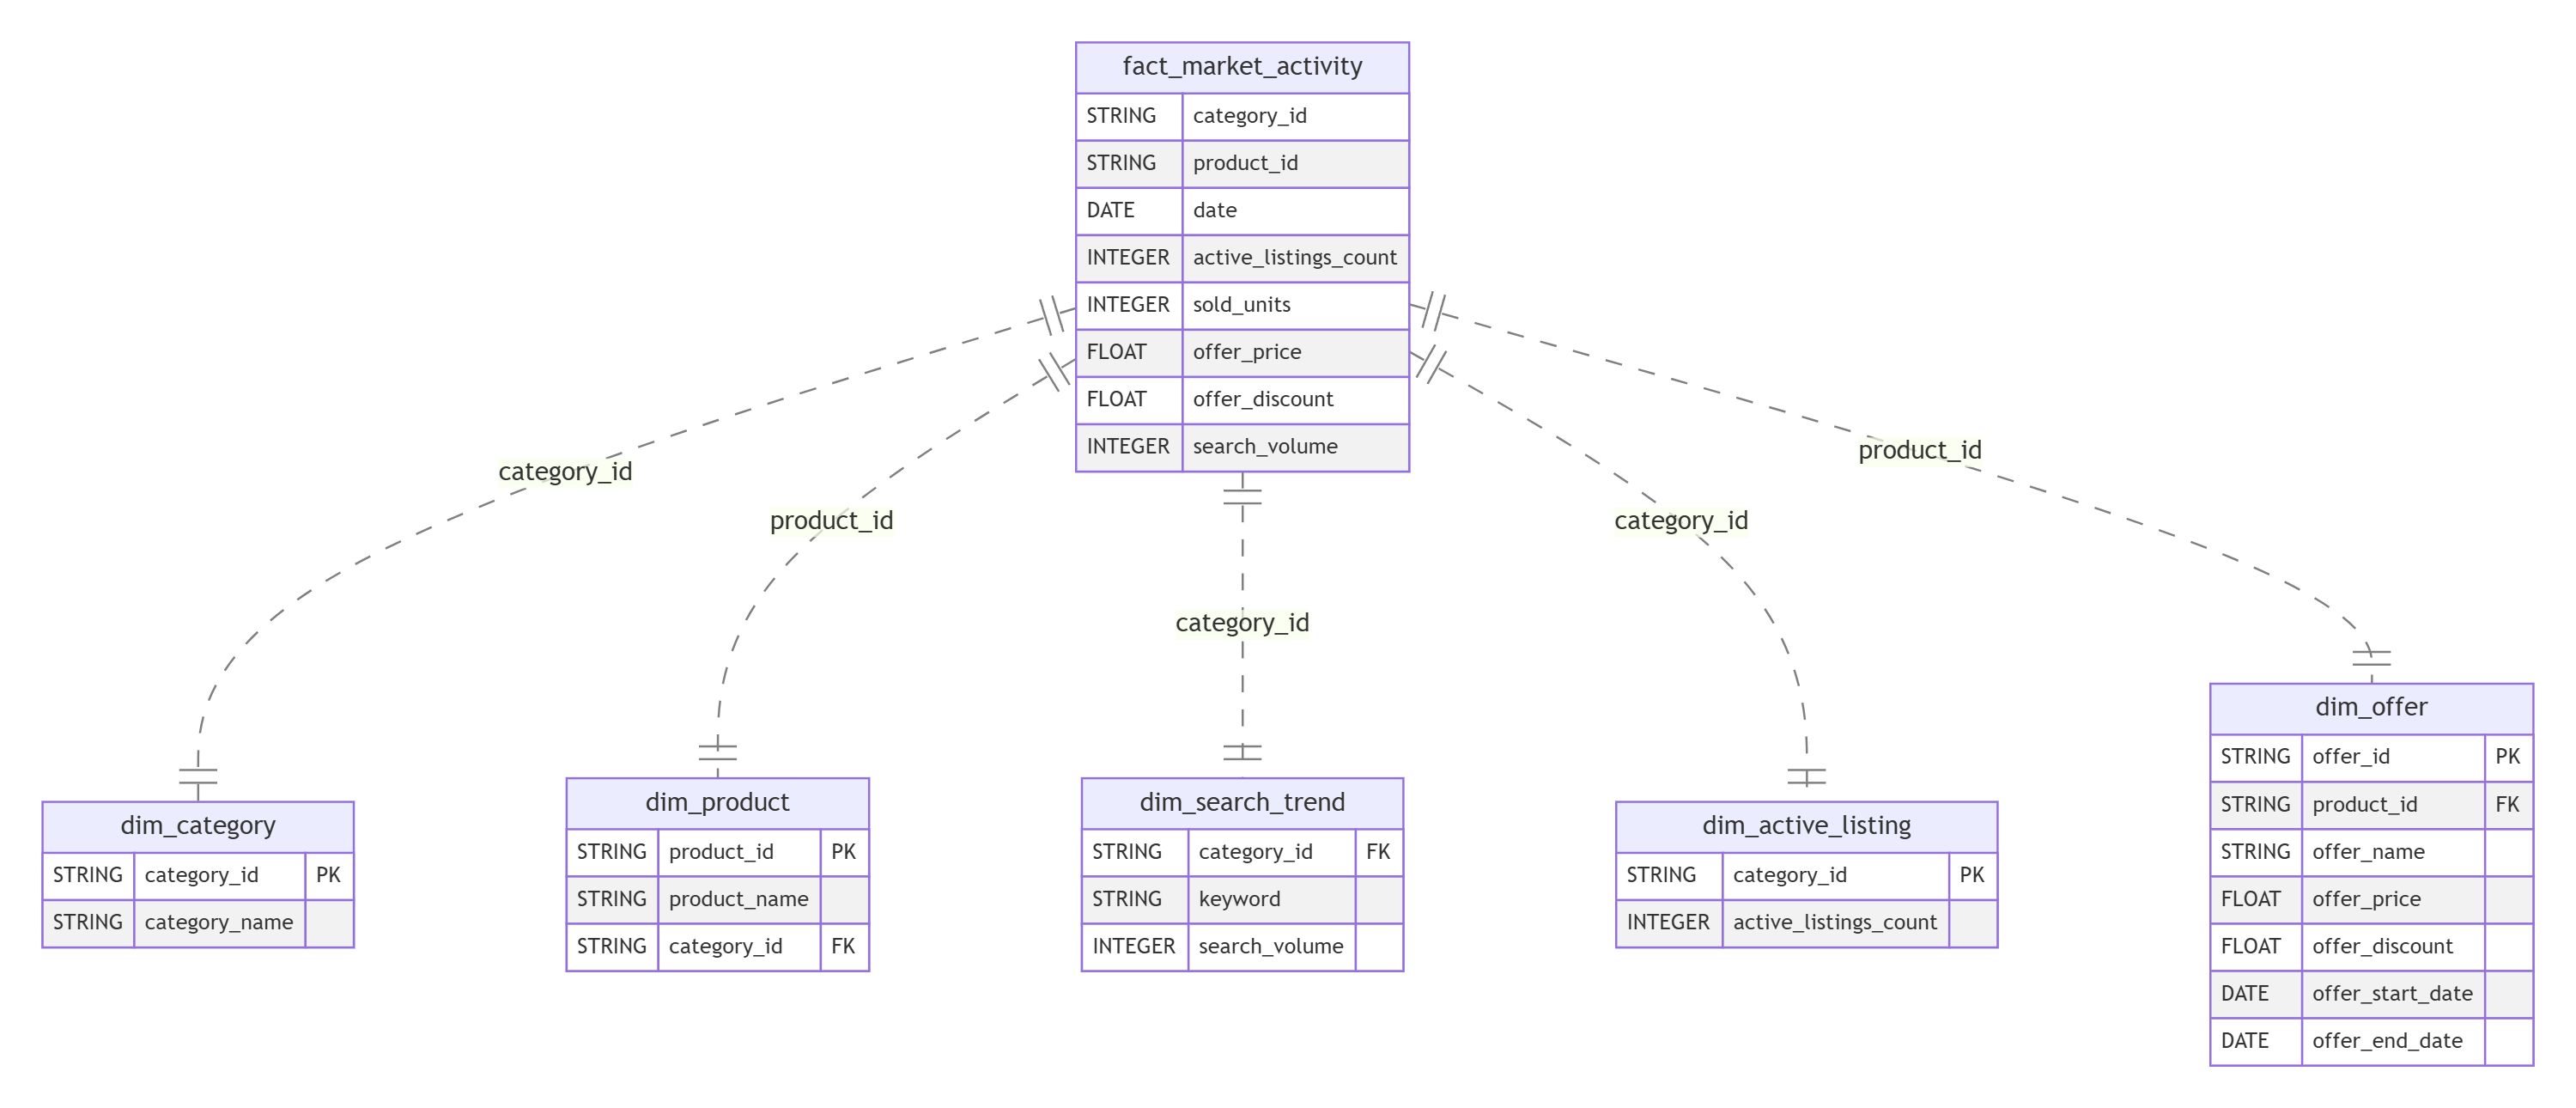 fact_market_activity
STRING category_id
STRING product_id
DATE date
INTEGER active_listings_count
INTEGER sold_units
FLOAT offer_price
FLOAT offer_discount
INTEGER search_volume
category_id
product_id
category_id
category_id
product_id
dim_category
STRING category_id PK
STRING category_name
dim_product
STRING product_id PK
STRING product_name
STRING category_id FK
dim_search_trend
STRING category_id FK
STRING keyword
INTEGER search_volume
dim_active_listing
STRING category_id PK
INTEGER active_listings_count
dim_offer
STRING offer_id PK
STRING product_id FK
STRING offer_name
FLOAT offer_price
FLOAT offer_discount
DATE offer_start_date
DATE offer_end_date